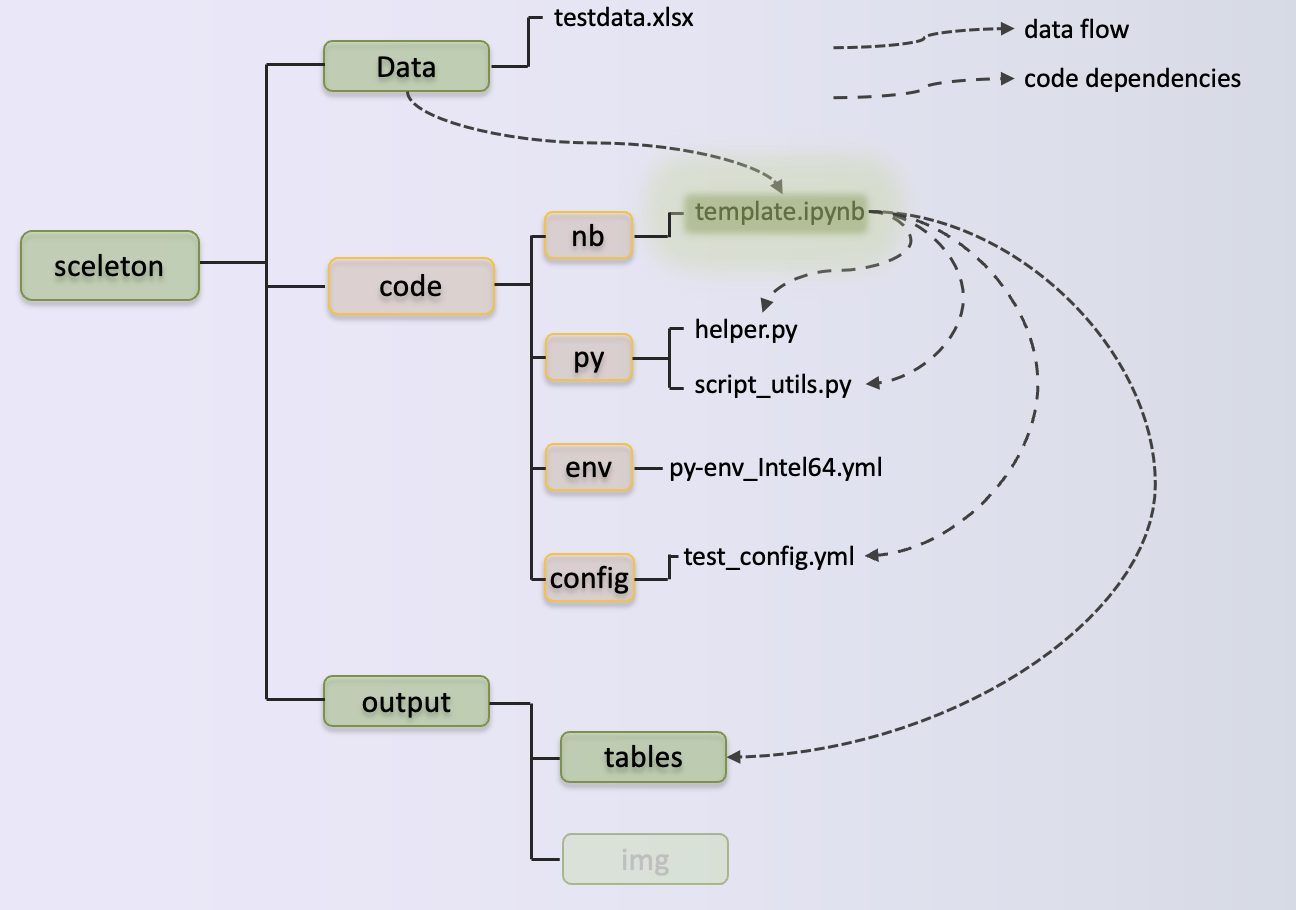 testdata.xlsx
data flow
Data
code dependencies
template.ipynb
nb
sceleton
code
helper.py
py
script_utils.py
env
py-env_Intel64.yml
test_config.yml
config
output
tables
img